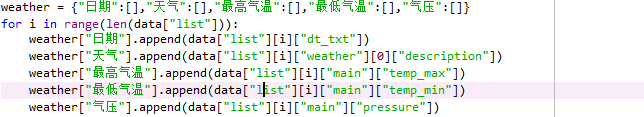 weather = {"日期":[],"天气":[],"最高气温":[],"最低气温":[],"气压":[]}
for i in range(len(data["list"])):
    weather["日期"].append(data["list"][i]["dt_txt"])
    weather["天气"].append(data["list"][i]["weather"][0]["description"])
    weather["最高气温"].append(data["list"][i]["main"]["temp_max"])
    weather["最低气温"].append(data["list"][i]["main"]["temp_min"])
    weather["气压"].append(data["list"][i]["main"]["pressure"])